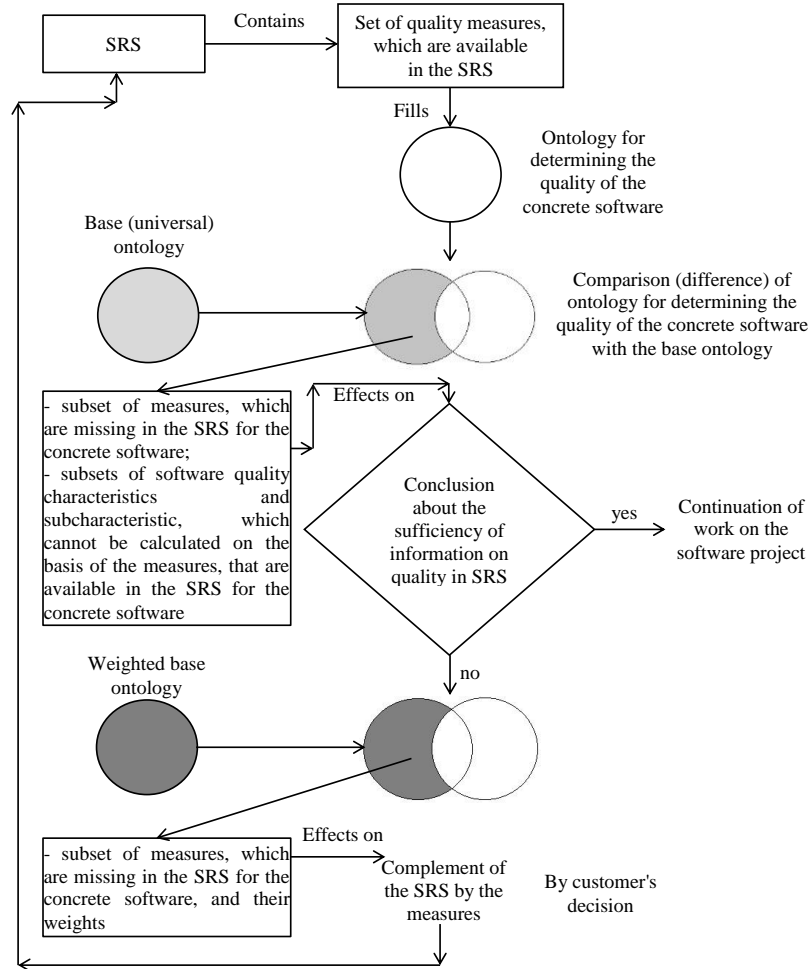 SRS
Contains
Set of quality measures,
which are available
in the SRS
Fills
Ontology for
determining the
quality of the
concrete software
Base (universal)
ontology
Comparison (difference) of
ontology for determining the
quality of the concrete software
with the base ontology
- subset of measures, which
are missing in the SRS for the
concrete software;
- subsets of software quality
characteristics and
subcharacteristic, which
cannot be calculated on the
basis of the measures, that are
available in the SRS for the
concrete software
Effects on
Conclusion
about the
sufficiency of
information on
quality in SRS
yes
Continuation of
work on the
software project
no
Weighted base
ontology
- subset of measures, which
are missing in the SRS for the
concrete software, and their
weights
Effects on
Complement of
the SRS by the
measures
By customer's
decision